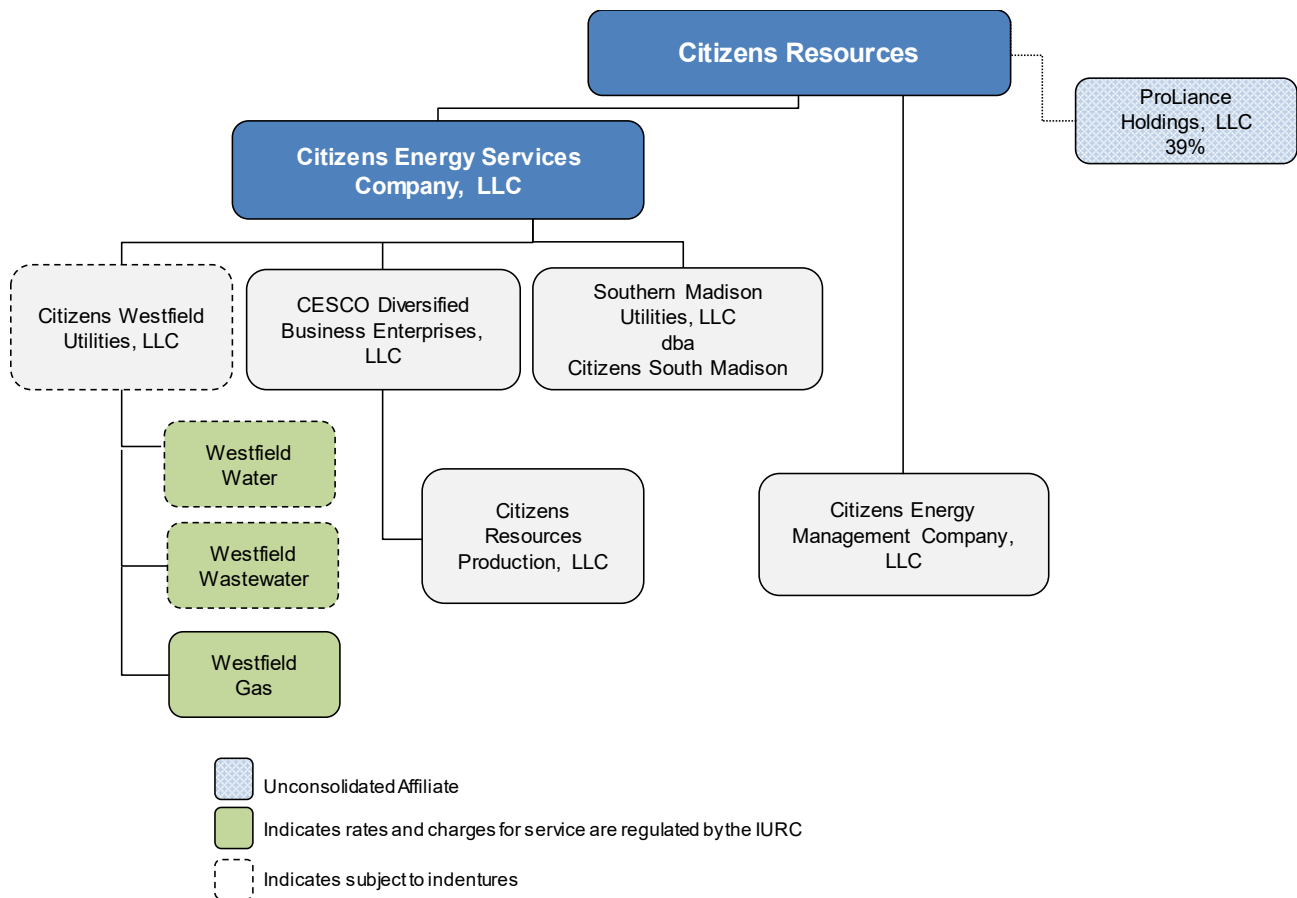 Citizens Resources
ProLiance
Holdings, LLC
39%
Citizens Energy Services
Company, LLC
Citizens Westfield
Utilities, LLC
CESCO Diversified
Business Enterprises,
LLC
Southern Madison
Utilities, LLC
dba
Citizens South Madison
Westfield
Water
Westfield
Wastewater
Westfield
Gas
Citizens
Resources
Production, LLC
Citizens Energy
Management Company,
LLC
Unconsolidated Affiliate
Indicates rates and charges for service are regulated by the IURC
Indicates subject to indentures